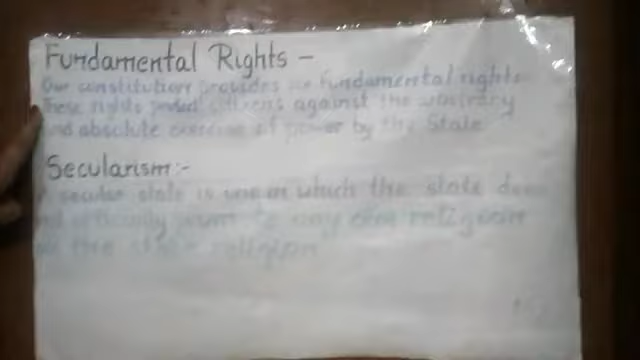 Fundamental Rights -
Our constitution provides six fundamental rights.
These rights protect citizens against the arbitrary
and absolute exercise of power by the State
Secularism:-
A secular state is one in which the state does
not officially to any one religion
as the state religion